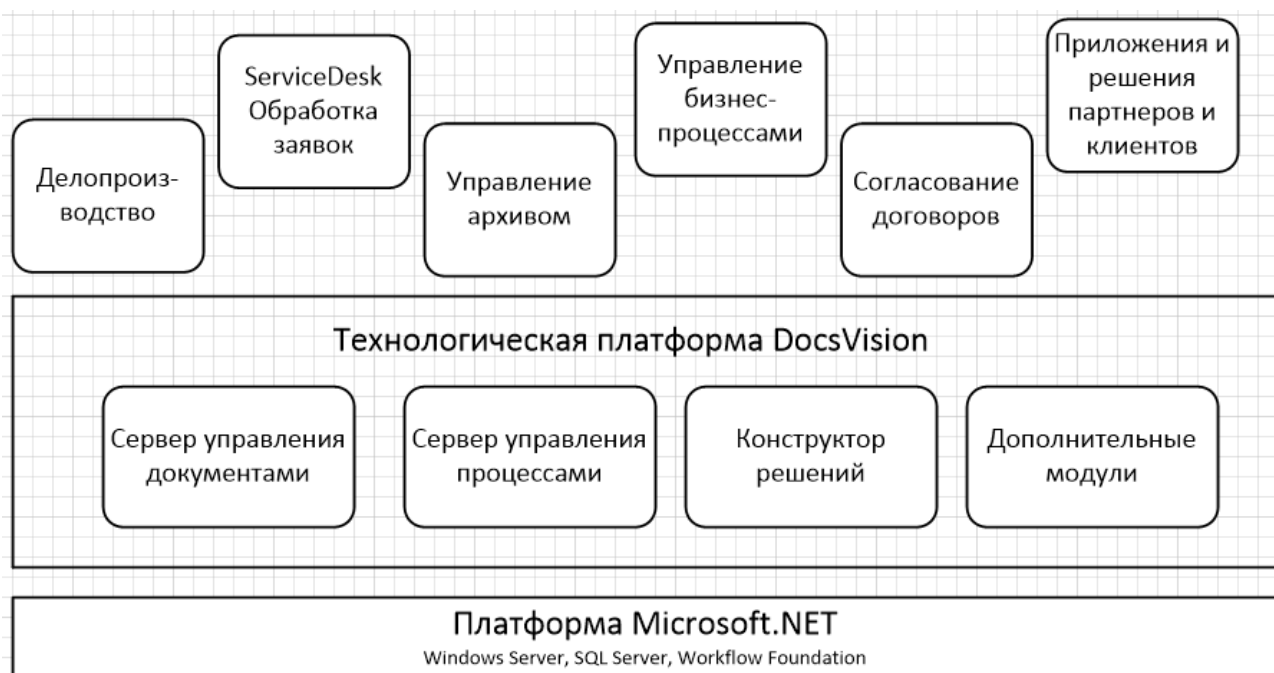 Делопроиз-
водство
ServiceDesk
Обработка
заявок
Управление
архивом
Управление
бизнес-
процессами
Согласование
договоров
Приложения и
решения
партнеров и
клиентов
Технологическая платформа DocsVision
Сервер управления
документами
Сервер управления
процессами
Конструктор
решений
Дополнительные
модули
Платформа Microsoft.NET
Windows Server, SQL Server, Workflow Foundation